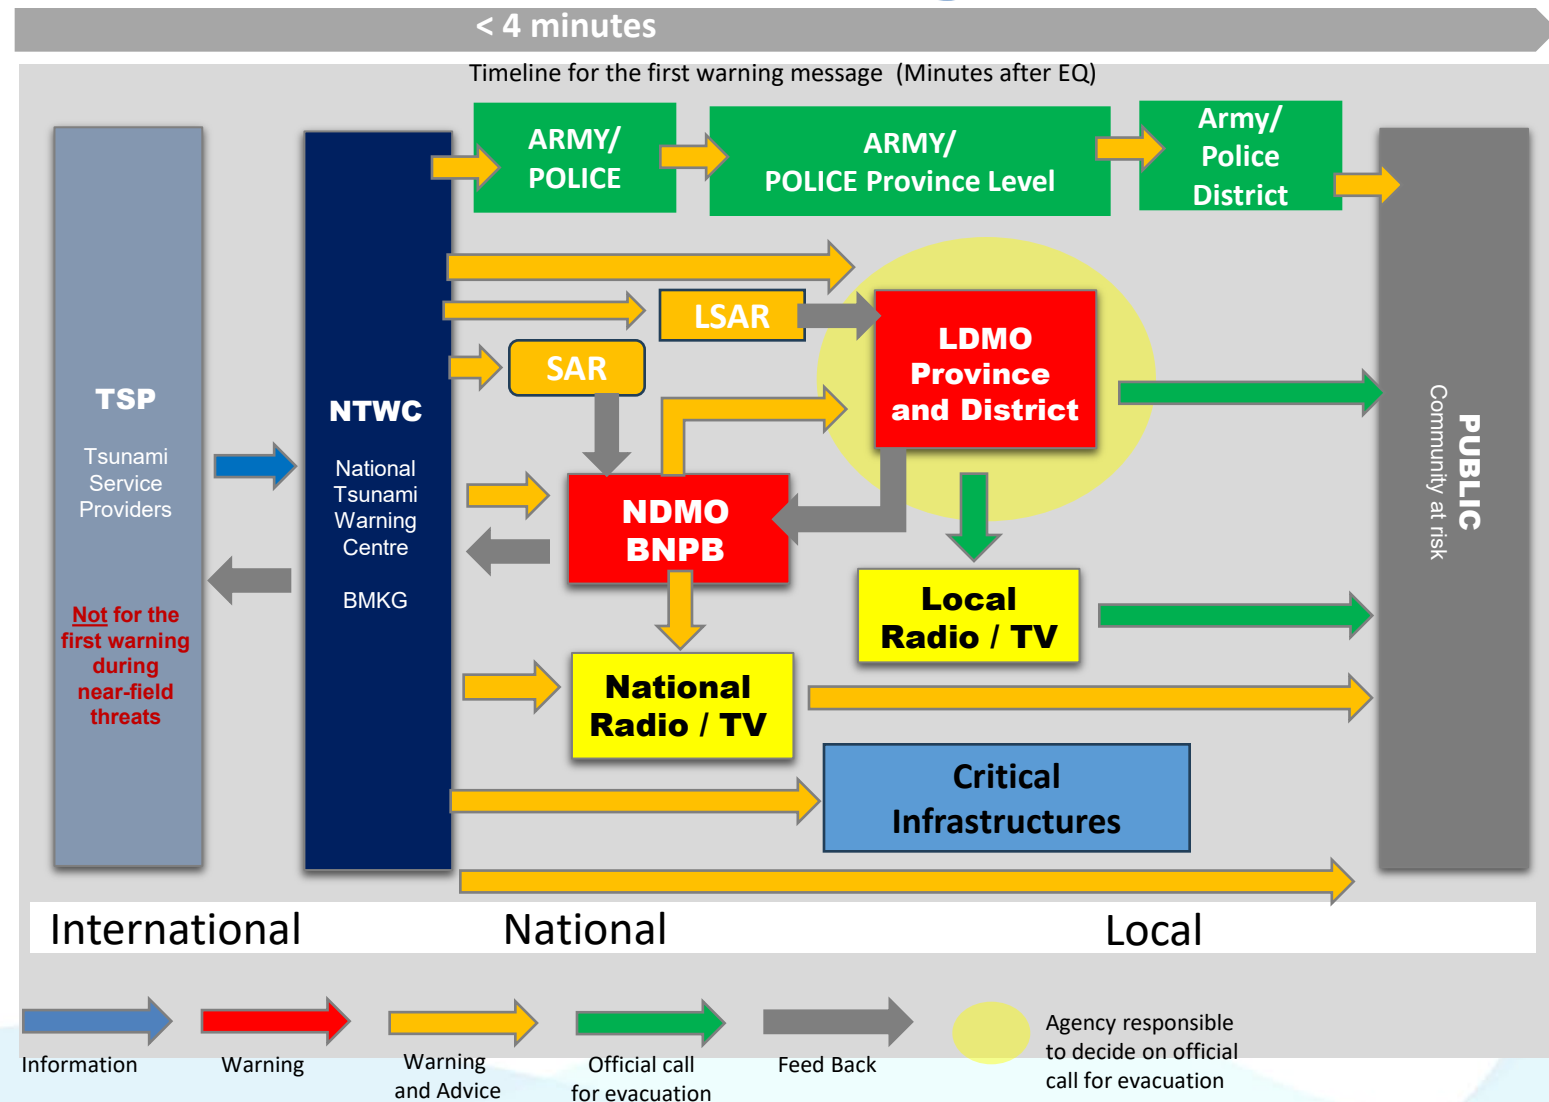 < 4 minutes
Timeline for the first warning message  (Minutes after EQ)
ARMY/
POLICE
ARMY/
POLICE Province Level
Army/
Police
District
TSP
Tsunami
Service
Providers
Not for the
first warning
during
near-field
threats
NTWC
National
Tsunami
Warning
Centre
BMKG
LSAR
SAR
LDMO
Province
and District
NDMO
BNPB
Local
Radio / TV
National
Radio / TV
Critical
Infrastructures
PUBLIC
Community at risk
International
National
Local
Information
Warning
Warning
and Advice
Official call
for evacuation
Feed Back
Agency responsible
to decide on official
call for evacuation